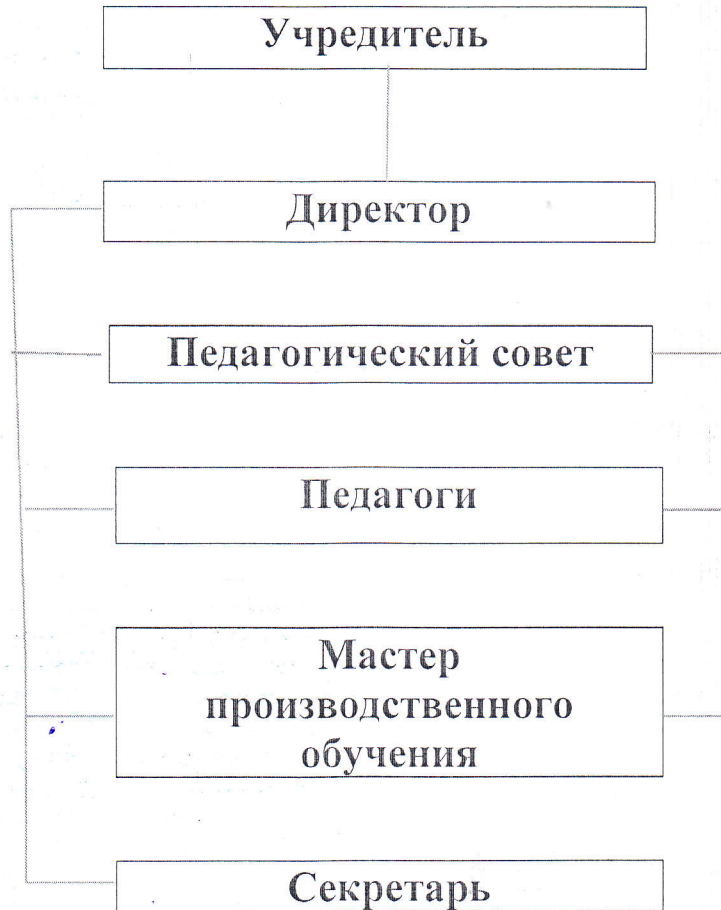 Учредитель
Директор
Педагогический совет
Педагоги
Мастер
производственного
обучения
Секретарь